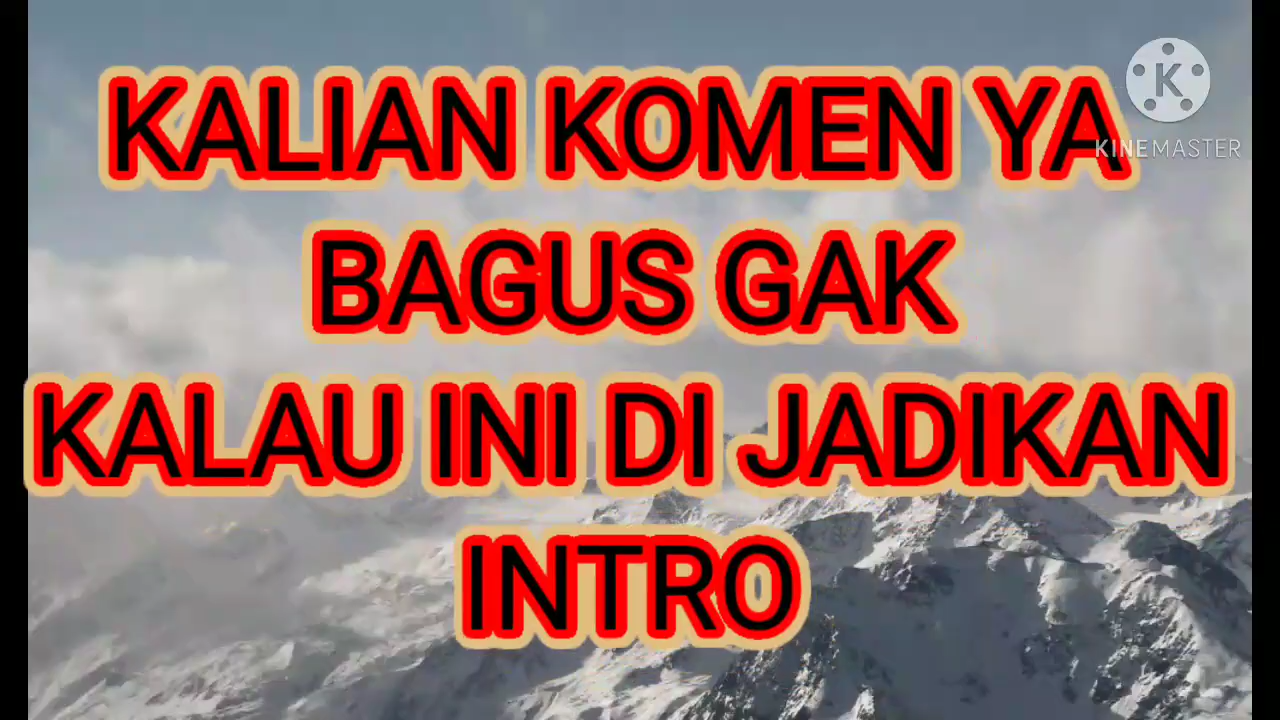 KALIAN KOMEN YA
BAGUS GAK
KALAU INI DI JADIKAN
INTRO
K
KINEMASTER